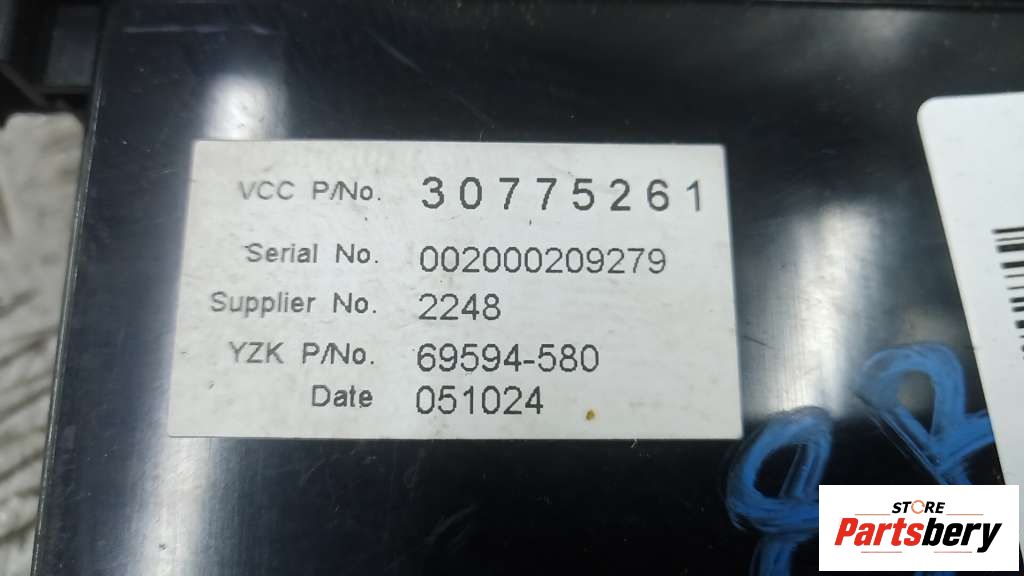 VCC P/No. 30775261
Serial No. 002000209279
Supplier No. 2248
YZK P/No. 69594-580
Date 051024
STORE
Partsbery